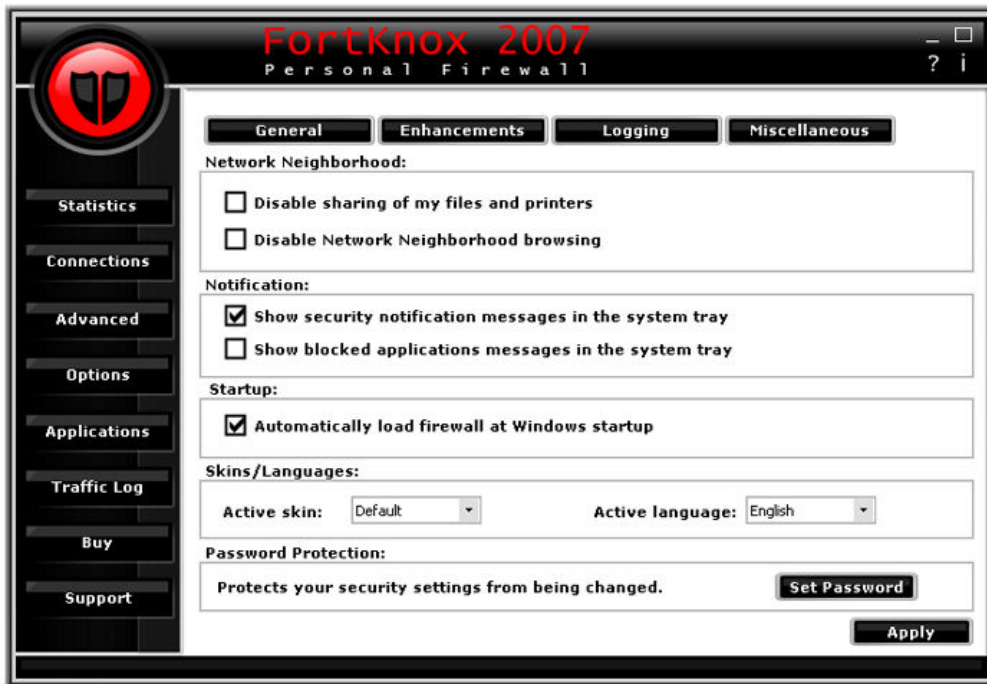 FortKnox 2007
Personal Firewall
? i
General Enhancements Logging Miscellaneous
Statistics
Connections
Advanced
Options
Applications
Traffic Log
Buy
Support
Network Neighborhood:
Disable sharing of my files and printers
Disable Network Neighborhood browsing
Notification:
Show security notification messages in the system tray
Show blocked applications messages in the system tray
Startup:
Automatically load firewall at Windows startup
Skins/Languages:
Active skin: Default Active language: English
Password Protection:
Protects your security settings from being changed. Set Password
Apply